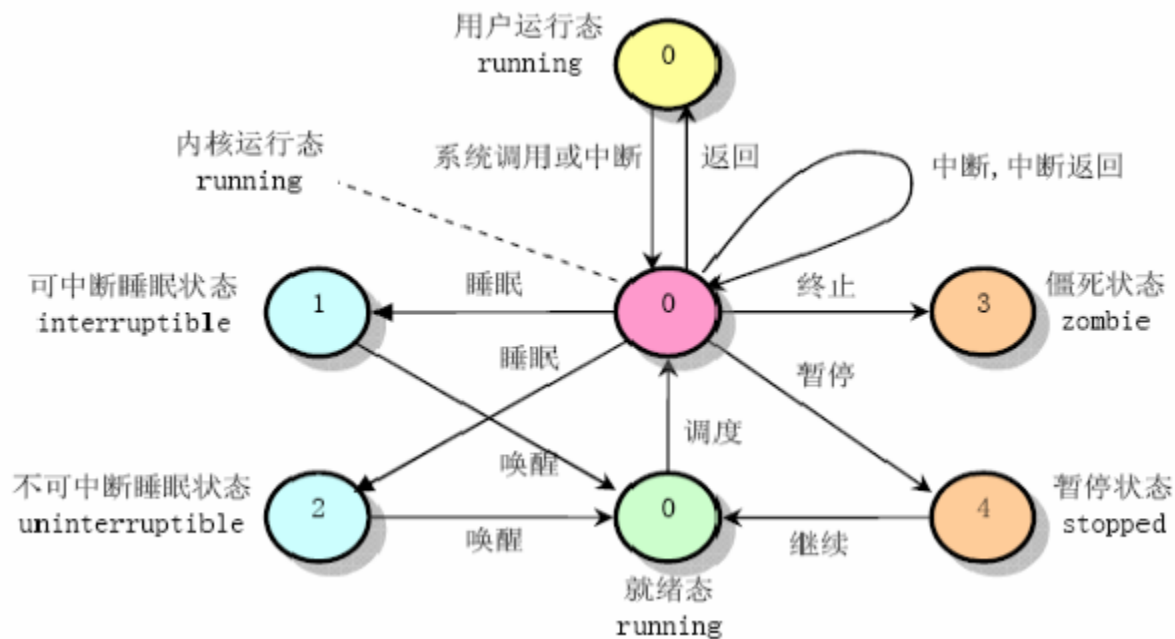 用户运行态
running
0
内核运行态
running
系统调用或中断
返回
中断,中断返回
可中断睡眠状态
interruptible
1
睡眠
0
终止
3
僵死状态
zombie
睡眠
暂停
调度
唤醒
不可中断睡眠状态
uninterruptible
2
唤醒
0
继续
4
暂停状态
stopped
就绪态
running